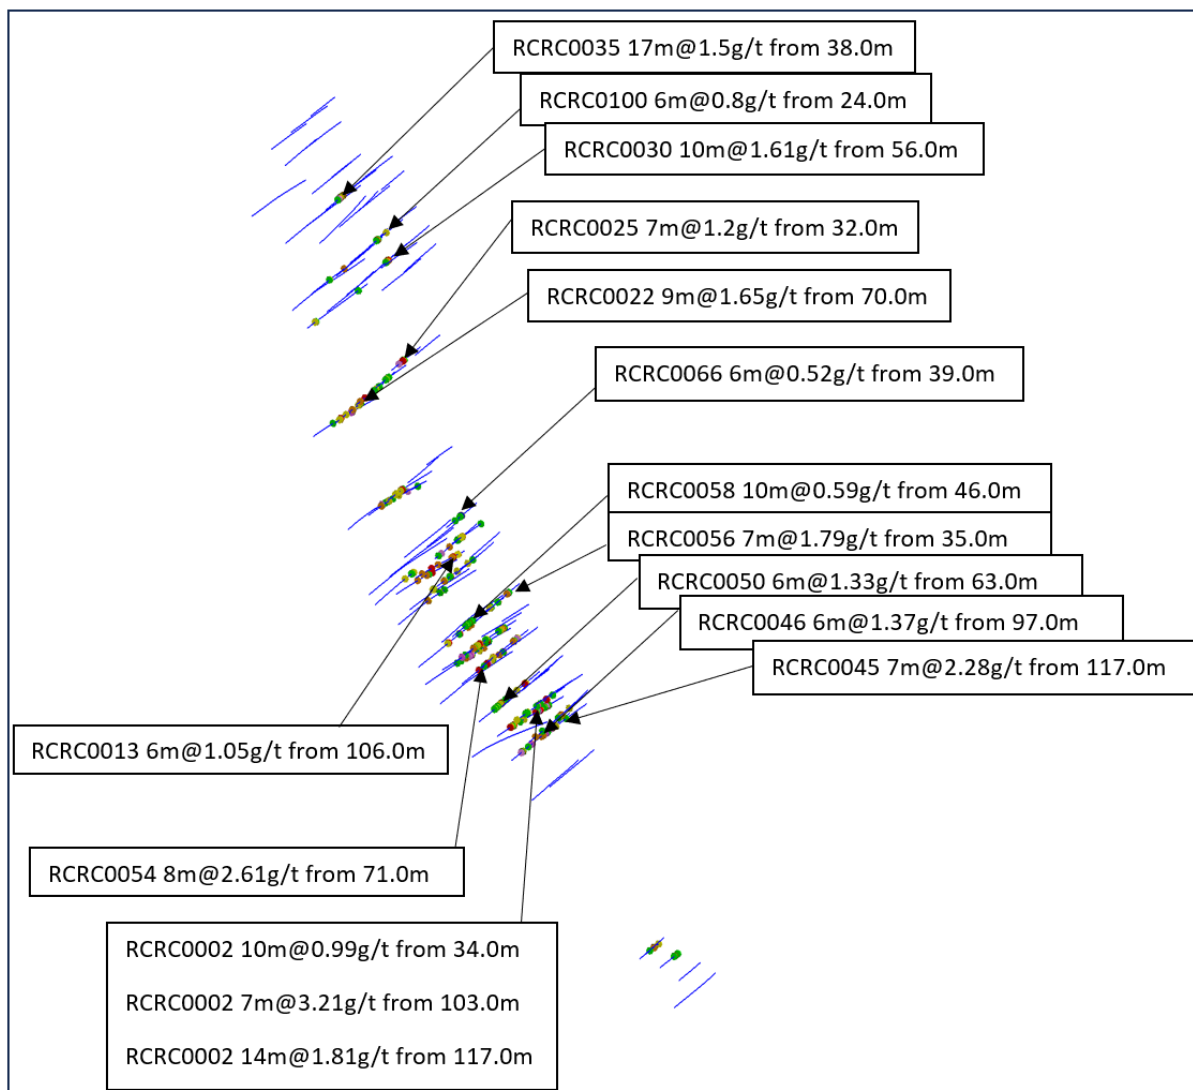 RCRC0035 17m@1.5g/t from 38.0m
RCRC0100 6m@0.8g/t from 24.0m
RCRC0030 10m@1.61g/t from 56.0m
RCRC0025 7m@1.2g/t from 32.0m
RCRC0022 9m@1.65g/t from 70.0m
RCRC0066 6m@0.52g/t from 39.0m
RCRC0058 10m@0.59g/t from 46.0m
RCRC0056 7m@1.79g/t from 35.0m
RCRC0050 6m@1.33g/t from 63.0m
RCRC0046 6m@1.37g/t from 97.0m
RCRC0045 7m@2.28g/t from 117.0m
RCRC0013 6m@1.05g/t from 106.0m
RCRC0054 8m@2.61g/t from 71.0m
RCRC0002 10m@0.99g/t from 34.0m
RCRC0002 7m@3.21g/t from 103.0m
RCRC0002 14m@1.81g/t from 117.0m